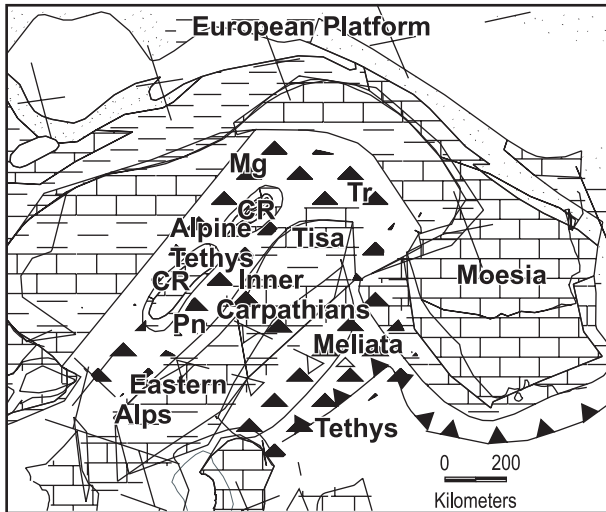 European Platform
Mg
Tr
CR
Alpine
Tisa
Tethys
CR
Inner
Moesia
Carpathians
Pn
Meliata
Eastern
Alps
Tethys
0 200
Kilometers